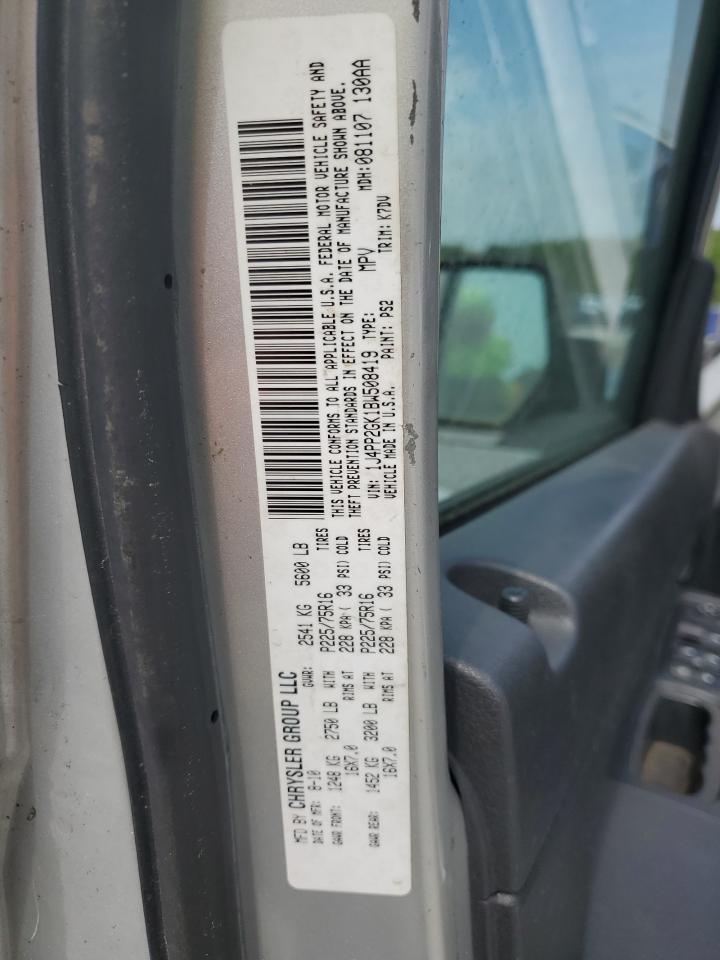 MFD BY CHRYSLER GROUP LLC
DATE OF MFR: 8-10 GVWR: 2541 KG 5600 LB
GAWR FRONT: 1248 KG 2750 LB WITH P225/75R16 TIRES
16X7.0 RIMS AT 228 KPA( 33 PSI) COLD
GAWR REAR: 1452 KG 3200 LB WITH P225/75R16 TIRES
16X7.0 RIMS AT 228 KPA( 33 PSI) COLD
THIS VEHICLE CONFORMS TO ALL APPLICABLE U.S.A. FEDERAL MOTOR VEHICLE SAFETY AND
THEFT PREVENTION STANDARDS IN EFFECT ON THE DATE OF MANUFACTURE SHOWN ABOVE.
VIN: 1J4PP2GK1BW508419 TYPE: MPV MDH:081107 130AA
VEHICLE MADE IN U.S.A. PAINT: PS2 TRIM: K7DV